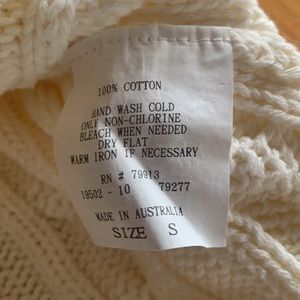 100% COTTON
HAND WASH COLD
ONLY NON-CHLORINE
BLEACH WHEN NEEDED
DRY FLAT
WARM IRON IF NECESSARY
RN # 79913
19502 - 10 79277
MADE IN AUSTRALIA
SIZE S